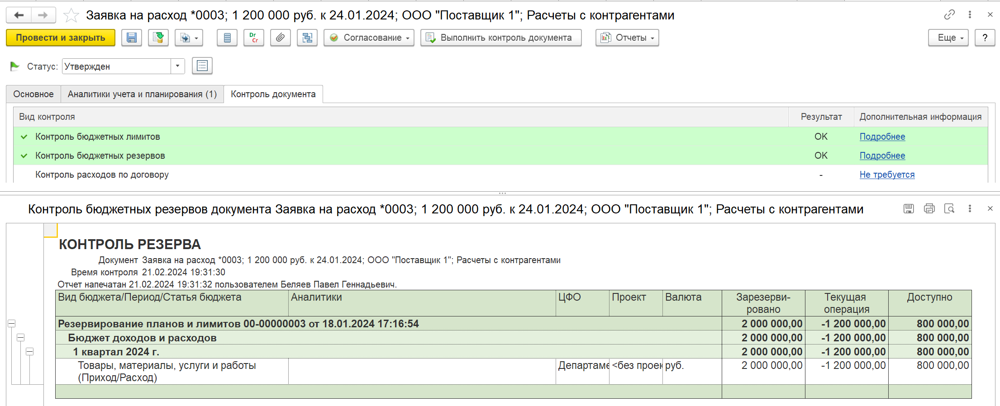 Заявка на расход *0003; 1 200 000 руб. к 24.01.2024; ООО "Поставщик 1"; Расчеты с контрагентами
Провести и закрыть Dr Cr Согласование Выполнить контроль документа Отчеты Еще ?
Статус: Утвержден
Основное Аналитики учета и планирования (1) Контроль документа
Вид контроля Результат Дополнительная информация
Контроль бюджетных лимитов ОК Подробнее
Контроль бюджетных резервов ОК Подробнее
Контроль расходов по договору - Не требуется
Контроль бюджетных резервов документа Заявка на расход *0003; 1 200 000 руб. к 24.01.2024; ООО "Поставщик 1"; Расчеты с контрагентами
КОНТРОЛЬ РЕЗЕРВА
Документ Заявка на расход *0003; 1 200 000 руб. к 24.01.2024; ООО "Поставщик 1"; Расчеты с контрагентами
Время контроля 21.02.2024 19:31:30
Отчет напечатан 21.02.2024 19:31:32 пользователем Беляев Павел Геннадьевич.
Вид бюджета/Период/Статья бюджета Аналитики ЦФО Проект Валюта Зарезерви- Текущая Доступно
ровано операция
Резервирование планов и лимитов 00-00000003 от 18.01.2024 17:16:54 2 000 000,00 -1 200 000,00 800 000,00
Бюджет доходов и расходов 2 000 000,00 -1 200 000,00 800 000,00
1 квартал 2024 г. 2 000 000,00 -1 200 000,00 800 000,00
Товары, материалы, услуги и работы Департаме <без проек руб. 2 000 000,00 -1 200 000,00 800 000,00
(Приход/Расход)